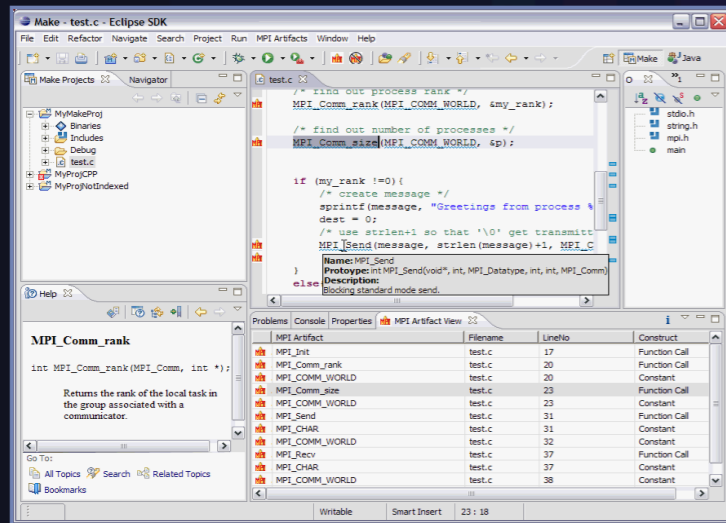 Make - test.c - Eclipse SDK
File Edit Refactor Navigate Search Project Run MPI Artifacts Window Help
Make Java
Make Projects Navigator
MyMakeProj
Binaries
Includes
Debug
test.c
MyProjCPP
MyProjNotIndexed
test.c
/* find out process rank */
MPI_Comm_rank(MPI_COMM_WORLD, &my_rank);
/* find out number of processes */
MPI_Comm_size(MPI_COMM_WORLD, &p);
if (my_rank !=0){
/* create message */
sprintf(message, "Greetings from process %
dest = 0;
/* use strlen+1 so that '\0' get transmitt
MPI_Send(message, strlen(message)+1, MPI_C
Name: MPI_Send
Protoype: int MPI_Send(void*, int, MPI_Datatype, int, int, MPI_Comm)
Description:
Blocking standard mode send.
}
else
stdio.h
string.h
mpi.h
main
Help
MPI_Comm_rank
int MPI_Comm_rank(MPI_Comm, int *);
Returns the rank of the local task in
the group associated with a
communicator.
Go To:
All Topics Search Related Topics
Bookmarks
Problems Console Properties MPI Artifact View
MPI Artifact Filename LineNo Construct
MPI_Init test.c 17 Function Call
MPI_Comm_rank test.c 20 Function Call
MPI_COMM_WORLD test.c 20 Constant
MPI_Comm_size test.c 23 Function Call
MPI_COMM_WORLD test.c 23 Constant
MPI_Send test.c 31 Function Call
MPI_CHAR test.c 31 Constant
MPI_COMM_WORLD test.c 32 Constant
MPI_Recv test.c 37 Function Call
MPI_CHAR test.c 37 Constant
MPI_COMM_WORLD test.c 38 Constant
Writable Smart Insert 23 : 18